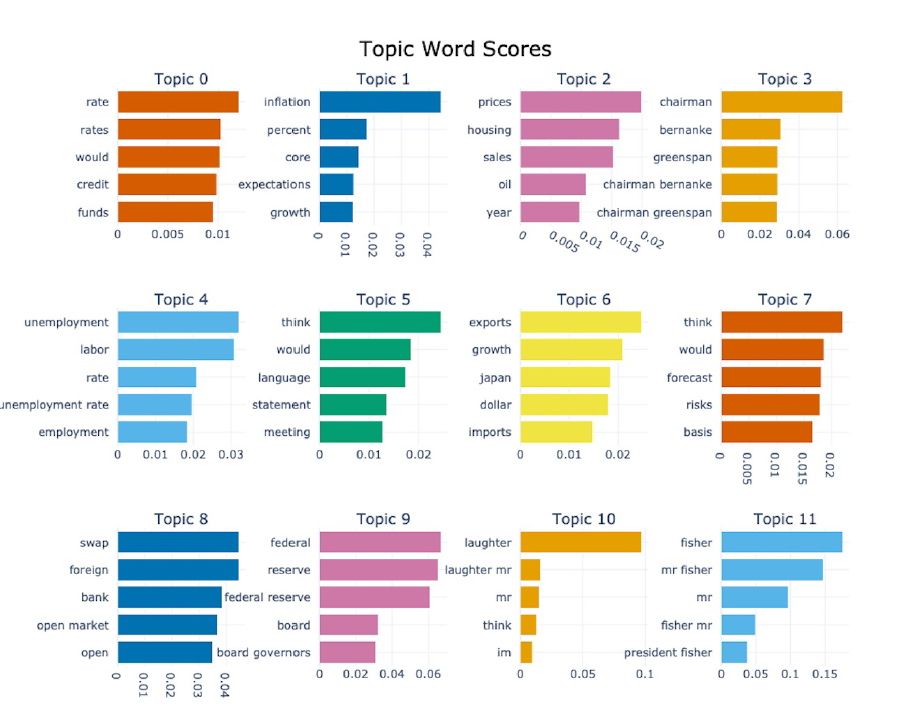 Topic Word Scores
Topic 0
rate
rates
would
credit
funds
0 0.005 0.01
Topic 1
inflation
percent
core
expectations
growth
0 0.01 0.02 0.03 0.04
Topic 2
prices
housing
sales
oil
year
0 0.005 0.01 0.015 0.02
Topic 3
chairman
bernanke
greenspan
chairman bernanke
chairman greenspan
0 0.02 0.04 0.06
Topic 4
unemployment
labor
rate
unemployment rate
employment
0 0.01 0.02 0.03
Topic 5
think
would
language
statement
meeting
0 0.01 0.02
Topic 6
exports
growth
japan
dollar
imports
0 0.01 0.02
Topic 7
think
would
forecast
risks
basis
0 0.005 0.01 0.015 0.02
Topic 8
swap
foreign
bank
open market
open
0 0.01 0.02 0.03 0.04
Topic 9
federal
reserve
federal reserve
board
board governors
0 0.02 0.04 0.06
Topic 10
laughter
laughter mr
mr
think
im
0 0.05 0.1
Topic 11
fisher
mr fisher
mr
fisher mr
president fisher
0 0.05 0.1 0.15